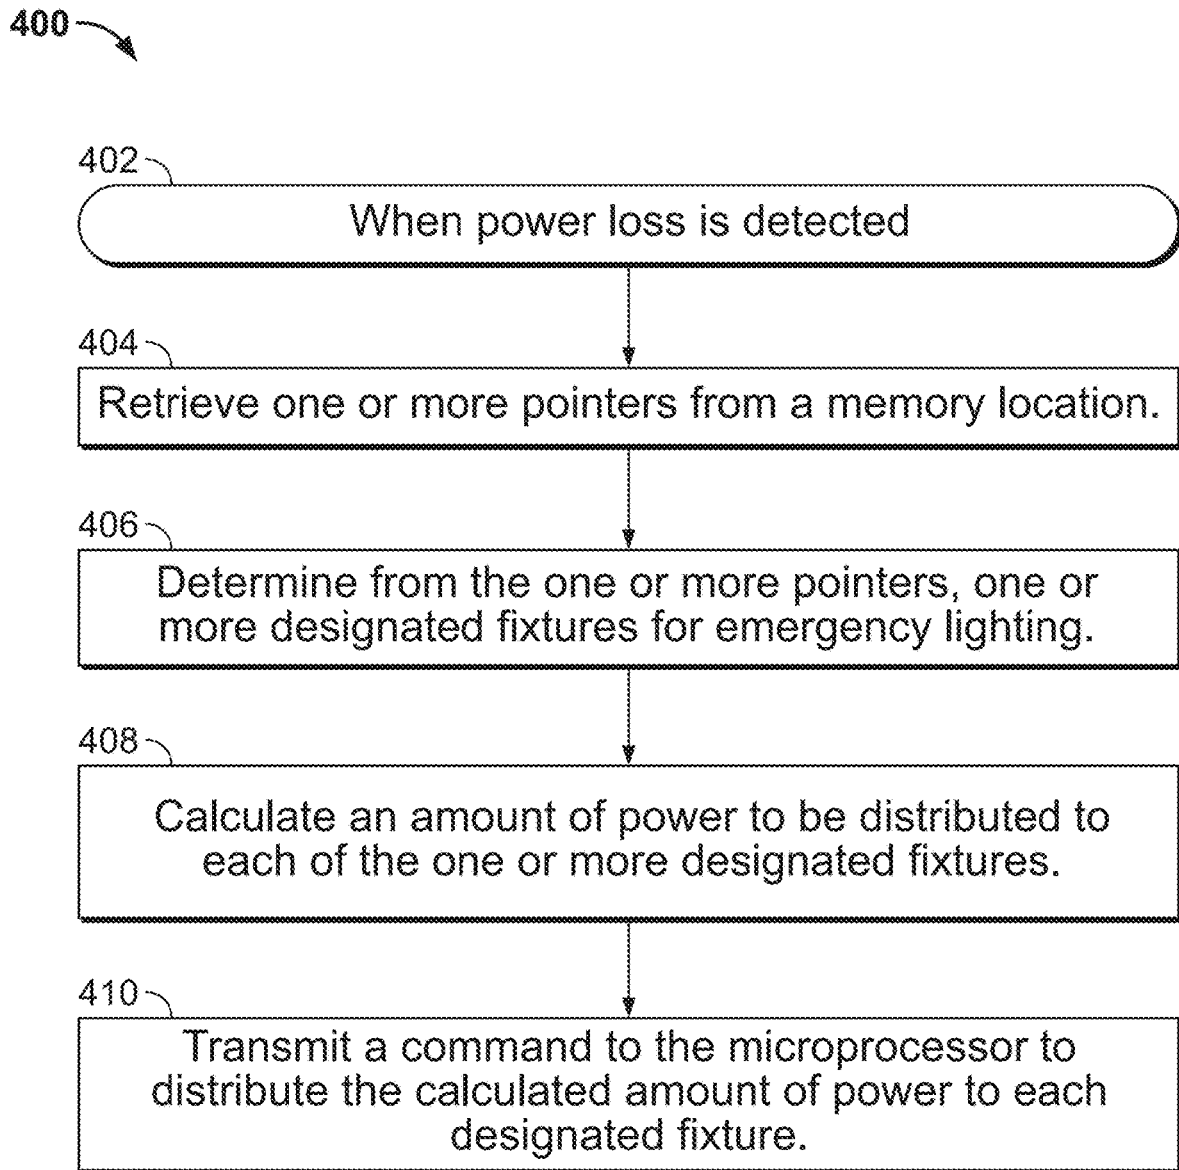 400
402
When power loss is detected
404
Retrieve one or more pointers from a memory location.
406
Determine from the one or more pointers, one or
more designated fixtures for emergency lighting.
408
Calculate an amount of power to be distributed to
each of the one or more designated fixtures.
410
Transmit a command to the microprocessor to
distribute the calculated amount of power to each
designated fixture.